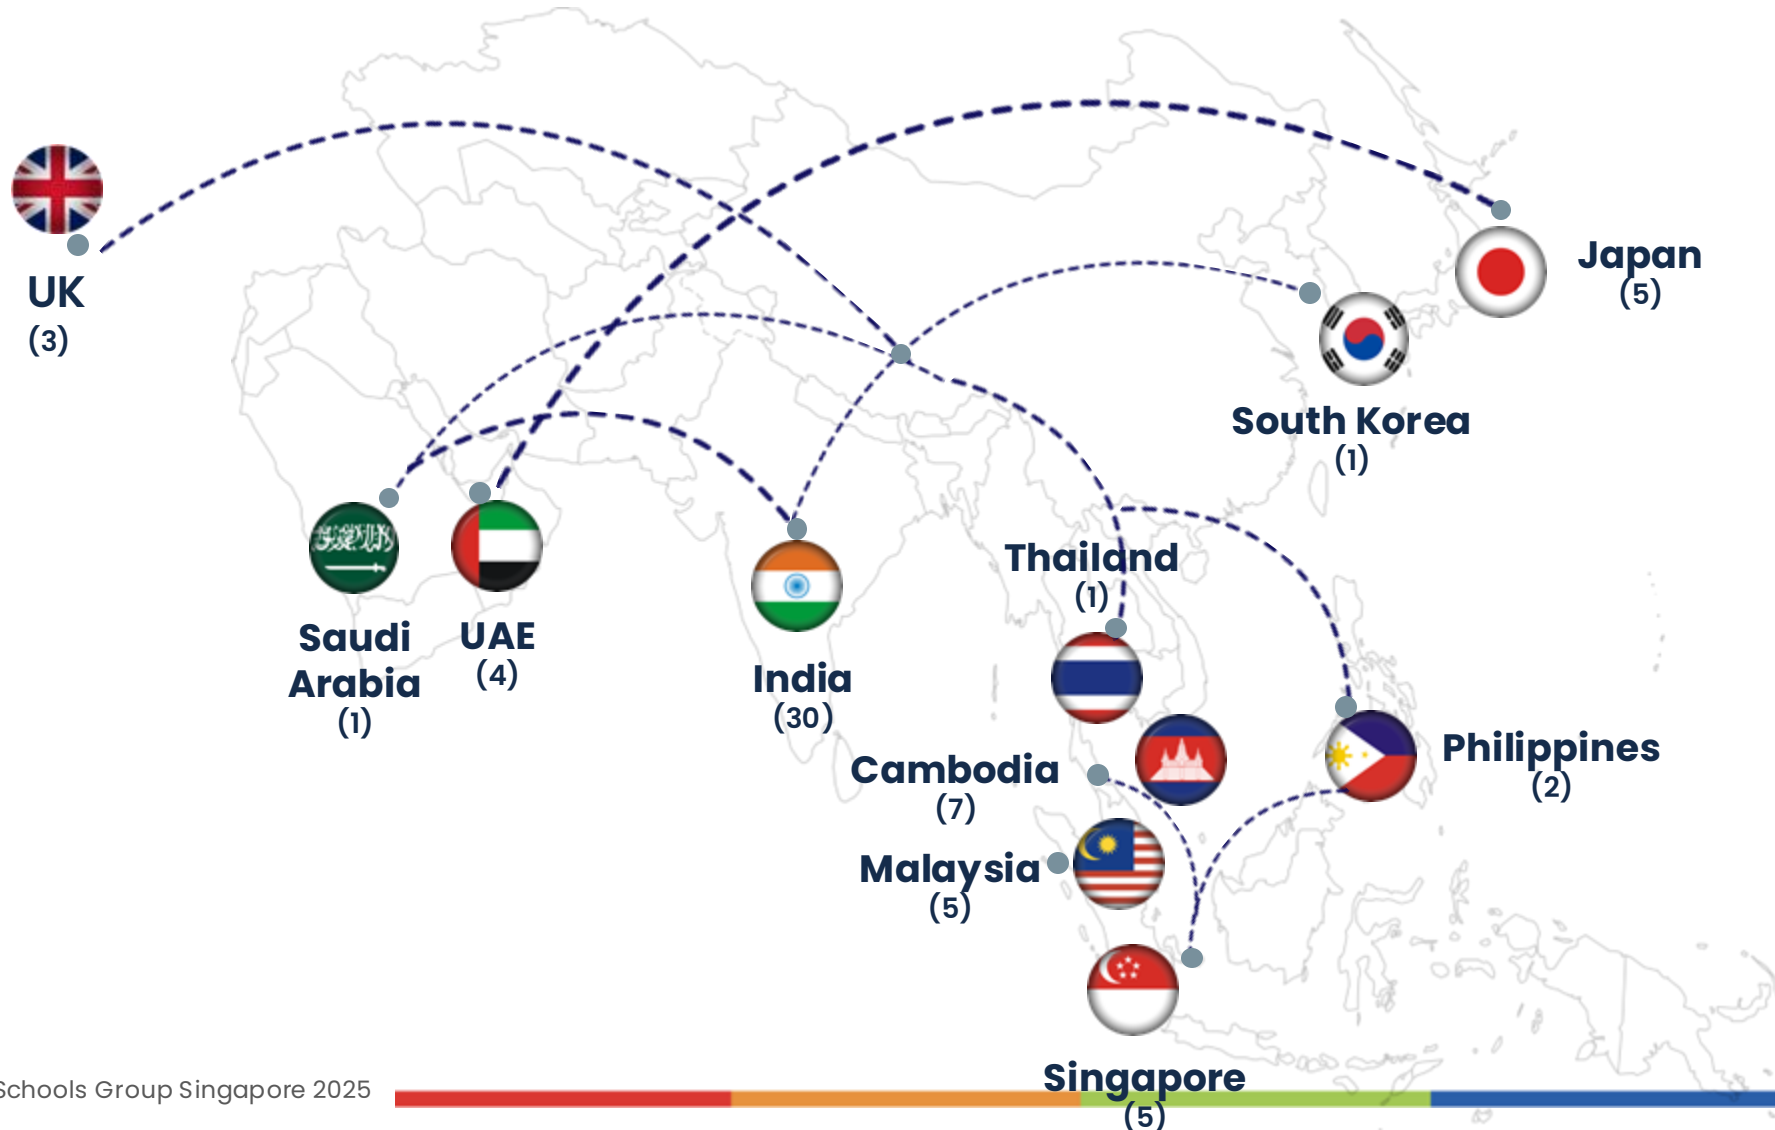 UK
(3)
Japan
(5)
South Korea
(1)
Thailand
(1)
Saudi
Arabia
(1)
UAE
(4)
India
(30)
Cambodia
(7)
Philippines
(2)
Malaysia
(5)
Singapore
(5)
Schools Group Singapore 2025